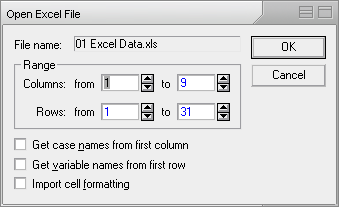 Open Excel File
File name: 01 Excel Data.xls
OK
Cancel
Range
Columns: from 1 to 9
Rows: from 1 to 31
Get case names from first column
Get variable names from first row
Import cell formatting